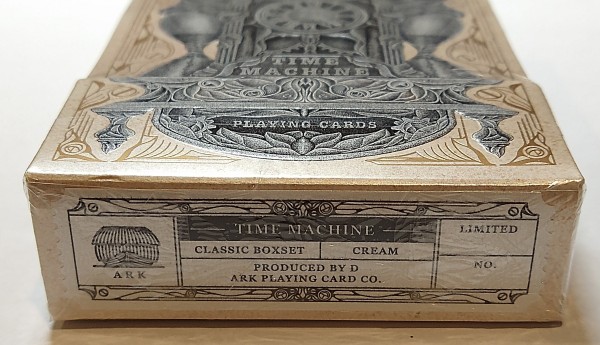 TIME
MACHINE
PLAYING CARDS
TIME MACHINE
CLASSIC BOXSET
CREAM
PRODUCED BY D
ARK PLAYING CARD CO.
ARK
LIMITED
NO.